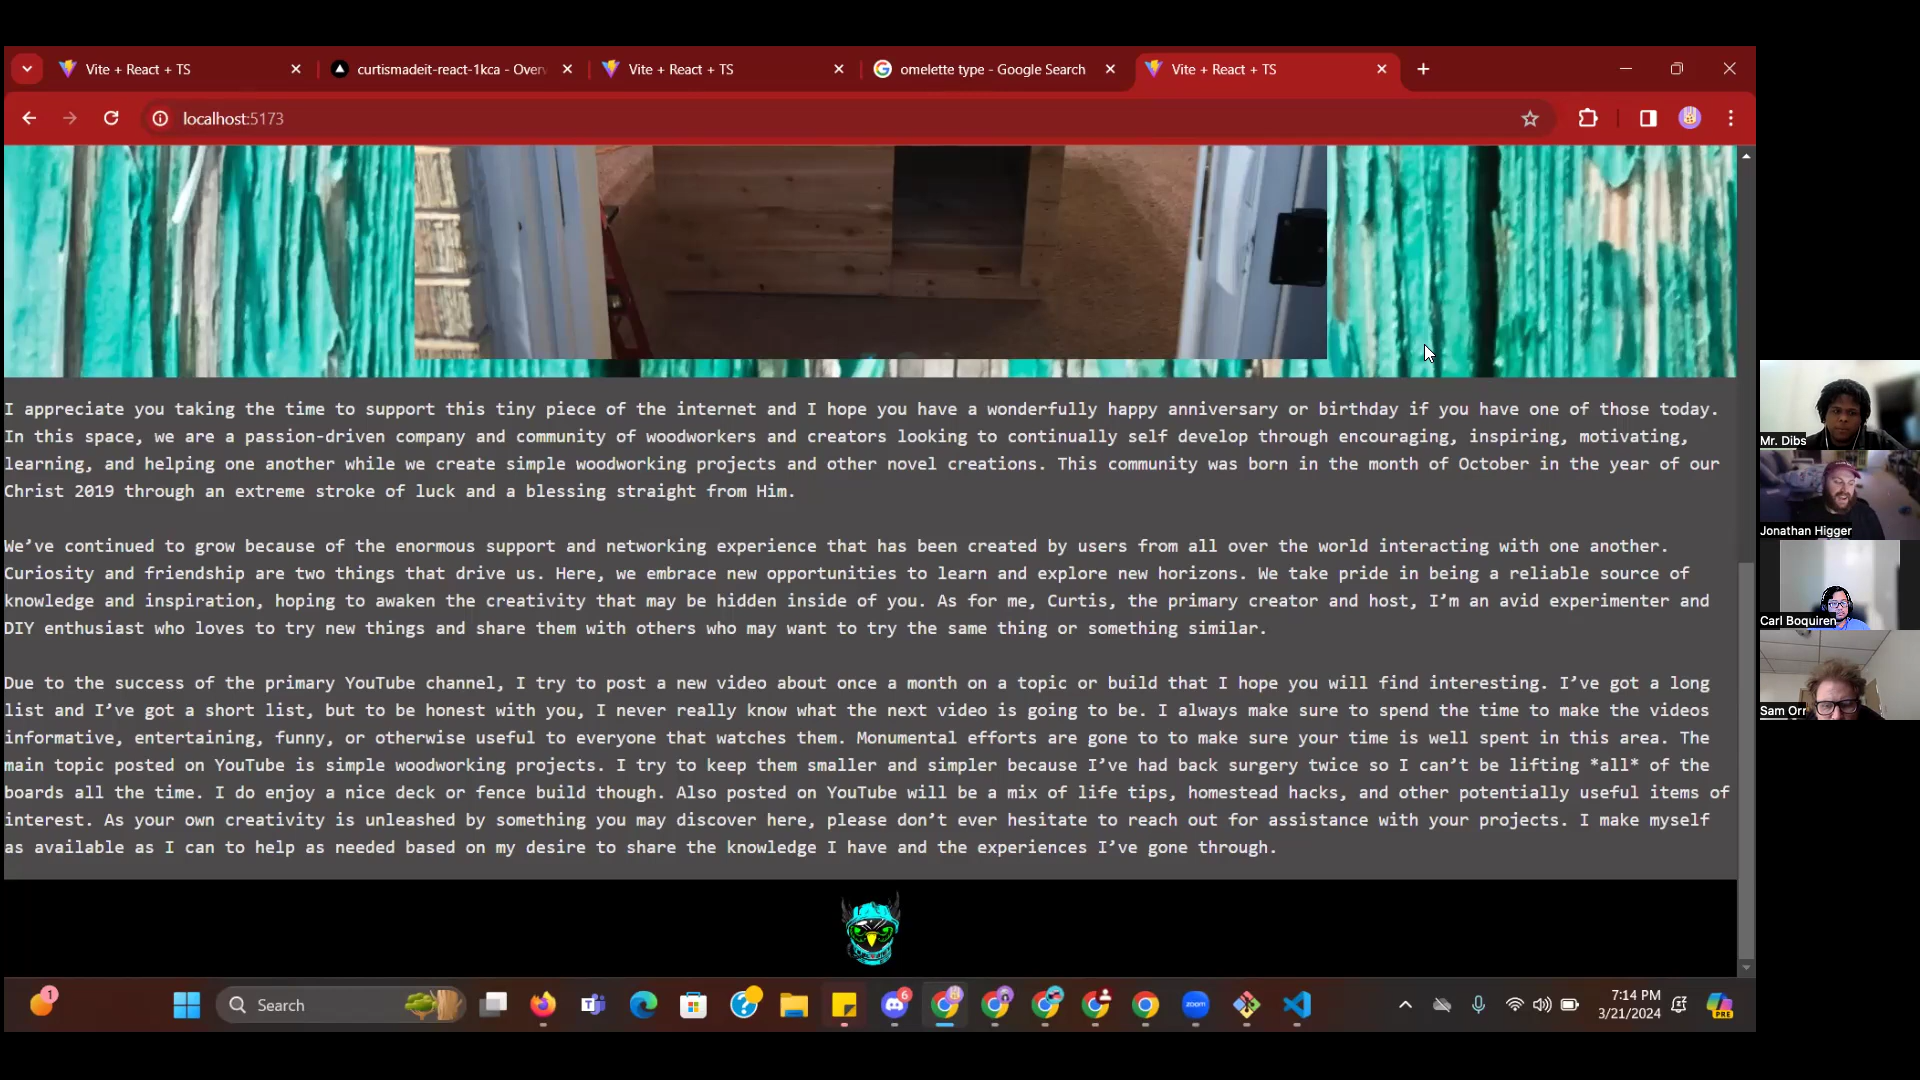 Vite + React + TS
curtismadeit-react-1kca - Overv
Vite + React + TS
omelette type - Google Search
Vite + React + TS
localhost:5173
I appreciate you taking the time to support this tiny piece of the internet and I hope you have a wonderfully happy anniversary or birthday if you have one of those today.
In this space, we are a passion-driven company and community of woodworkers and creators looking to continually self develop through encouraging, inspiring, motivating,
learning, and helping one another while we create simple woodworking projects and other novel creations. This community was born in the month of October in the year of our
Christ 2019 through an extreme stroke of luck and a blessing straight from Him.
We’ve continued to grow because of the enormous support and networking experience that has been created by users from all over the world interacting with one another.
Curiosity and friendship are two things that drive us. Here, we embrace new opportunities to learn and explore new horizons. We take pride in being a reliable source of
knowledge and inspiration, hoping to awaken the creativity that may be hidden inside of you. As for me, Curtis, the primary creator and host, I’m an avid experimenter and
DIY enthusiast who loves to try new things and share them with others who may want to try the same thing or something similar.
Due to the success of the primary YouTube channel, I try to post a new video about once a month on a topic or build that I hope you will find interesting. I’ve got a long
list and I’ve got a short list, but to be honest with you, I never really know what the next video is going to be. I always make sure to spend the time to make the videos
informative, entertaining, funny, or otherwise useful to everyone that watches them. Monumental efforts are gone to to make sure your time is well spent in this area. The
main topic posted on YouTube is simple woodworking projects. I try to keep them smaller and simpler because I’ve had back surgery twice so I can’t be lifting *all* of the
boards all the time. I do enjoy a nice deck or fence build though. Also posted on YouTube will be a mix of life tips, homestead hacks, and other potentially useful items of
interest. As your own creativity is unleashed by something you may discover here, please don’t ever hesitate to reach out for assistance with your projects. I make myself
as available as I can to help as needed based on my desire to share the knowledge I have and the experiences I’ve gone through.
Mr. Dibs
Jonathan Higger
Carl Boquiren
Sam Orr
1
Search
6
zoom
7:14 PM
3/21/2024
PRE